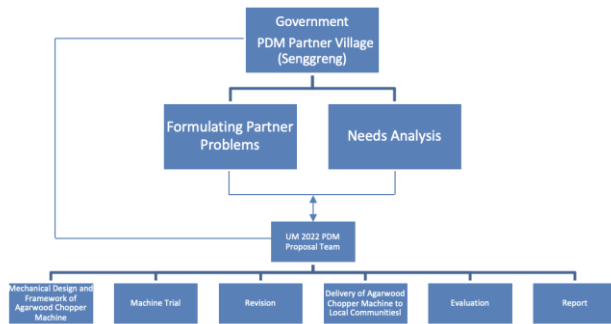 Government
PDM Partner Village
(Senggreng)
Formulating Partner
Problems
Needs Analysis
UM 2022 PDM
Proposal Team
Mechanical Design and
Framework of
Agarwood Chopper
Machine
Machine Trial
Revision
Delivery of Agarwood
Chopper Machine to
Local Communities!
Evaluation
Report